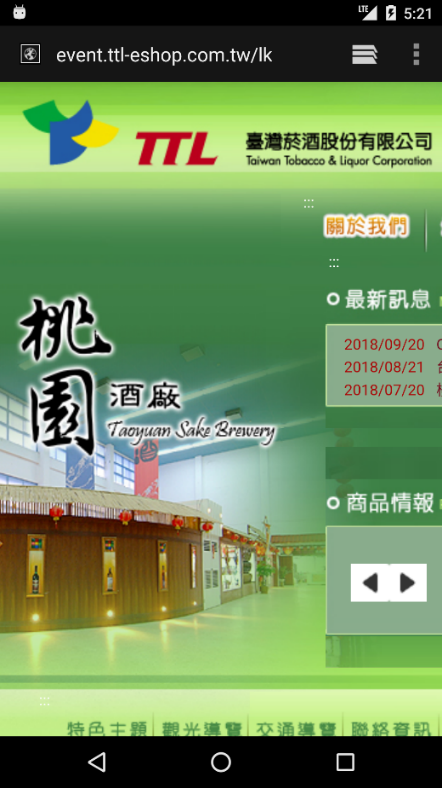 LTE 5:21
event.ttl-eshop.com.tw/lk
TTL 臺灣菸酒股份有限公司
Taiwan Tobacco & Liquor Corporation
:::
關於我們
:::
最新訊息
2018/09/20
2018/08/21
2018/07/20
桃園
酒廠
Taoyuan Sake Brewery
酒
商品情報
:::
特色主題 觀光導覽 交通導覽 聯絡資訊